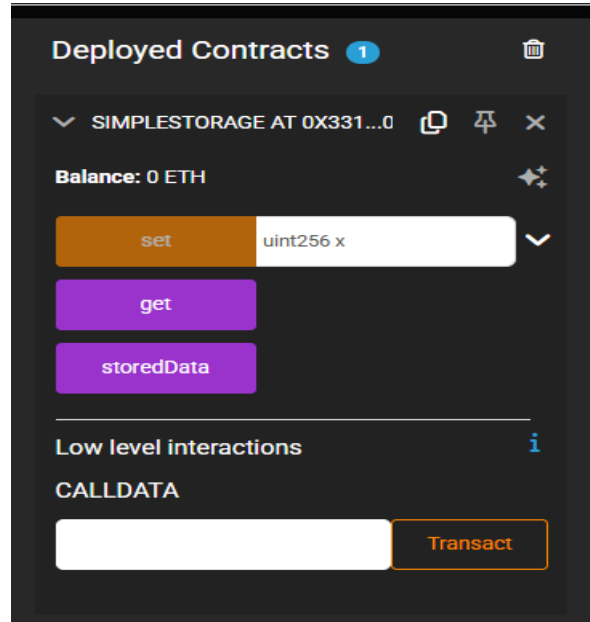 Deployed Contracts 1
SIMPLESTORAGE AT 0X331...0
Balance: 0 ETH
set uint256 x
get
storedData
Low level interactions i
CALLDATA
Transact